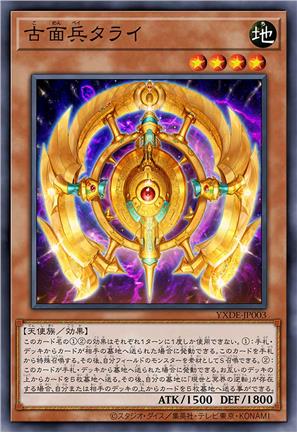 古面兵タライ
地
YXDE-JP003
【天使族/効果】
このカード名の①②の効果はそれぞれ1ターンに1度しか使用できない。①:手札・
デッキからカードが相手の墓地へ送られた場合に発動できる。このカードを手札
から特殊召喚する。その後、自分フィールドのモンスターを素材としてS召喚できる。②:
このカードが手札・デッキから墓地へ送られた場合に発動できる。お互いのデッキの
上からカードを5枚墓地へ送る。その後、自分の墓地に「現世と冥界の逆転」が存在
する場合、自分または相手のデッキの上からカードを5枚墓地へ送る事ができる。
ATK/1500 DEF/1800
©スタジオ・ダイス/集英社・テレビ東京・KONAMI